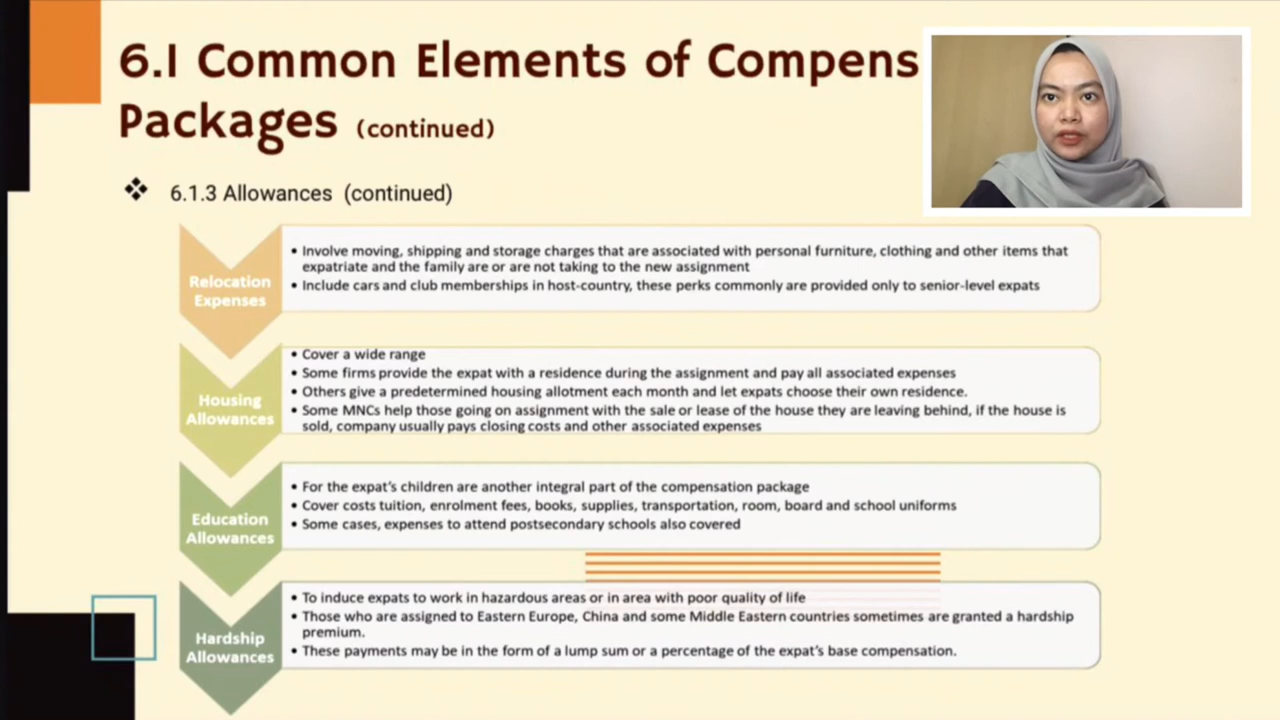 6.1 Common Elements of Compens
Packages (continued)
❖ 6.1.3 Allowances (continued)
Relocation
Expenses
• Involve moving, shipping and storage charges that are associated with personal furniture, clothing and other items that
expatriate and the family are or are not taking to the new assignment
• Include cars and club memberships in host-country, these perks commonly are provided only to senior-level expats
Housing
Allowances
• Cover a wide range
• Some firms provide the expat with a residence during the assignment and pay all associated expenses
• Others give a predetermined housing allotment each month and let expats choose their own residence.
• Some MNCs help those going on assignment with the sale or lease of the house they are leaving behind, if the house is
sold, company usually pays closing costs and other associated expenses
Education
Allowances
• For the expat's children are another integral part of the compensation package
• Cover costs tuition, enrolment fees, books, supplies, transportation, room, board and school uniforms
• Some cases, expenses to attend postsecondary schools also covered
Hardship
Allowances
• To induce expats to work in hazardous areas or in area with poor quality of life
• Those who are assigned to Eastern Europe, China and some Middle Eastern countries sometimes are granted a hardship
premium.
• These payments may be in the form of a lump sum or a percentage of the expat's base compensation.